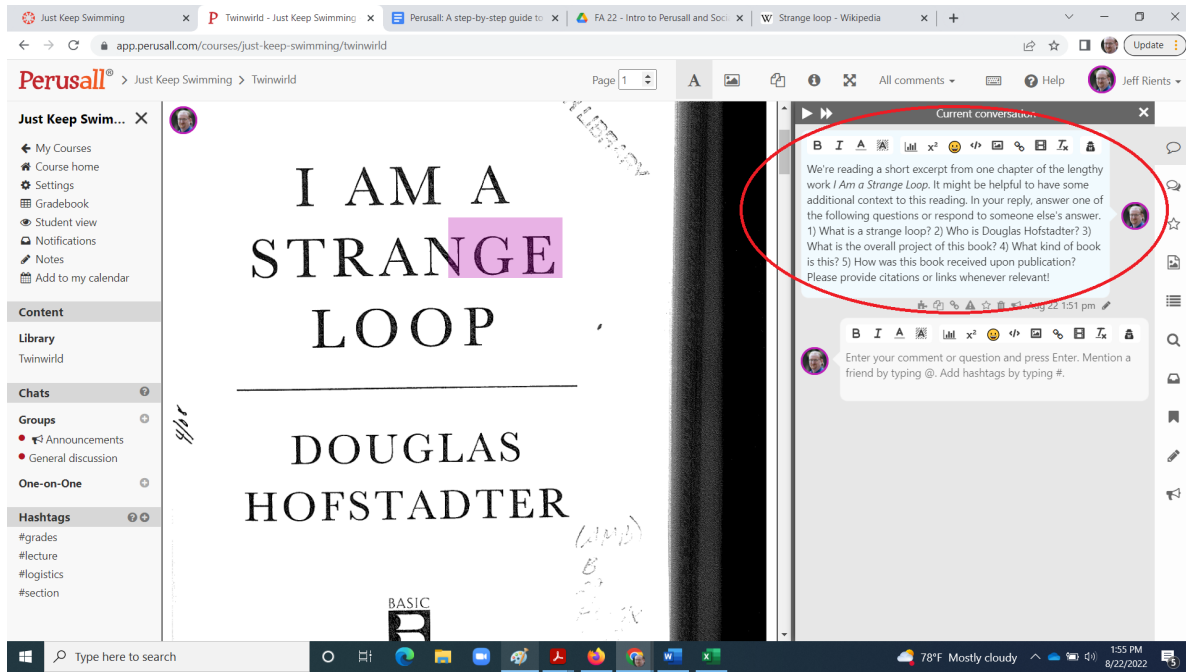 Just Keep Swimming
Twinwirld - Just Keep Swimming
Perusall: A step-by-step guide to
FA 22 - Intro to Perusall and Soci
W Strange loop - Wikipedia
app.perusall.com/courses/just-keep-swimming/twinwirld
Update
Perusall® > Just Keep Swimming > Twinwirld
Page 1
A
All comments
Help
Jeff Rients
Just Keep Swim...
My Courses
Course home
Settings
Gradebook
Student view
Notifications
Notes
Add to my calendar
Content
Library
Twinwirld
Chats
Groups
Announcements
General discussion
One-on-One
Hashtags
#grades
#lecture
#logistics
#section
LIBRARY
I AM A
STRANGE
LOOP
DOUGLAS
HOFSTADTER
BASIC
B
Current conversation
B I A A x² Tx
We're reading a short excerpt from one chapter of the lengthy
work I Am a Strange Loop. It might be helpful to have some
additional context to this reading. In your reply, answer one of
the following questions or respond to someone else's answer.
1) What is a strange loop? 2) Who is Douglas Hofstadter? 3)
What is the overall project of this book? 4) What kind of book
is this? 5) How was this book received upon publication?
Please provide citations or links whenever relevant!
Aug 22 1:51 pm
B I A A x² Tx
Enter your comment or question and press Enter. Mention a
friend by typing @. Add hashtags by typing #.
Type here to search
78°F Mostly cloudy
1:55 PM
8/22/2022
5